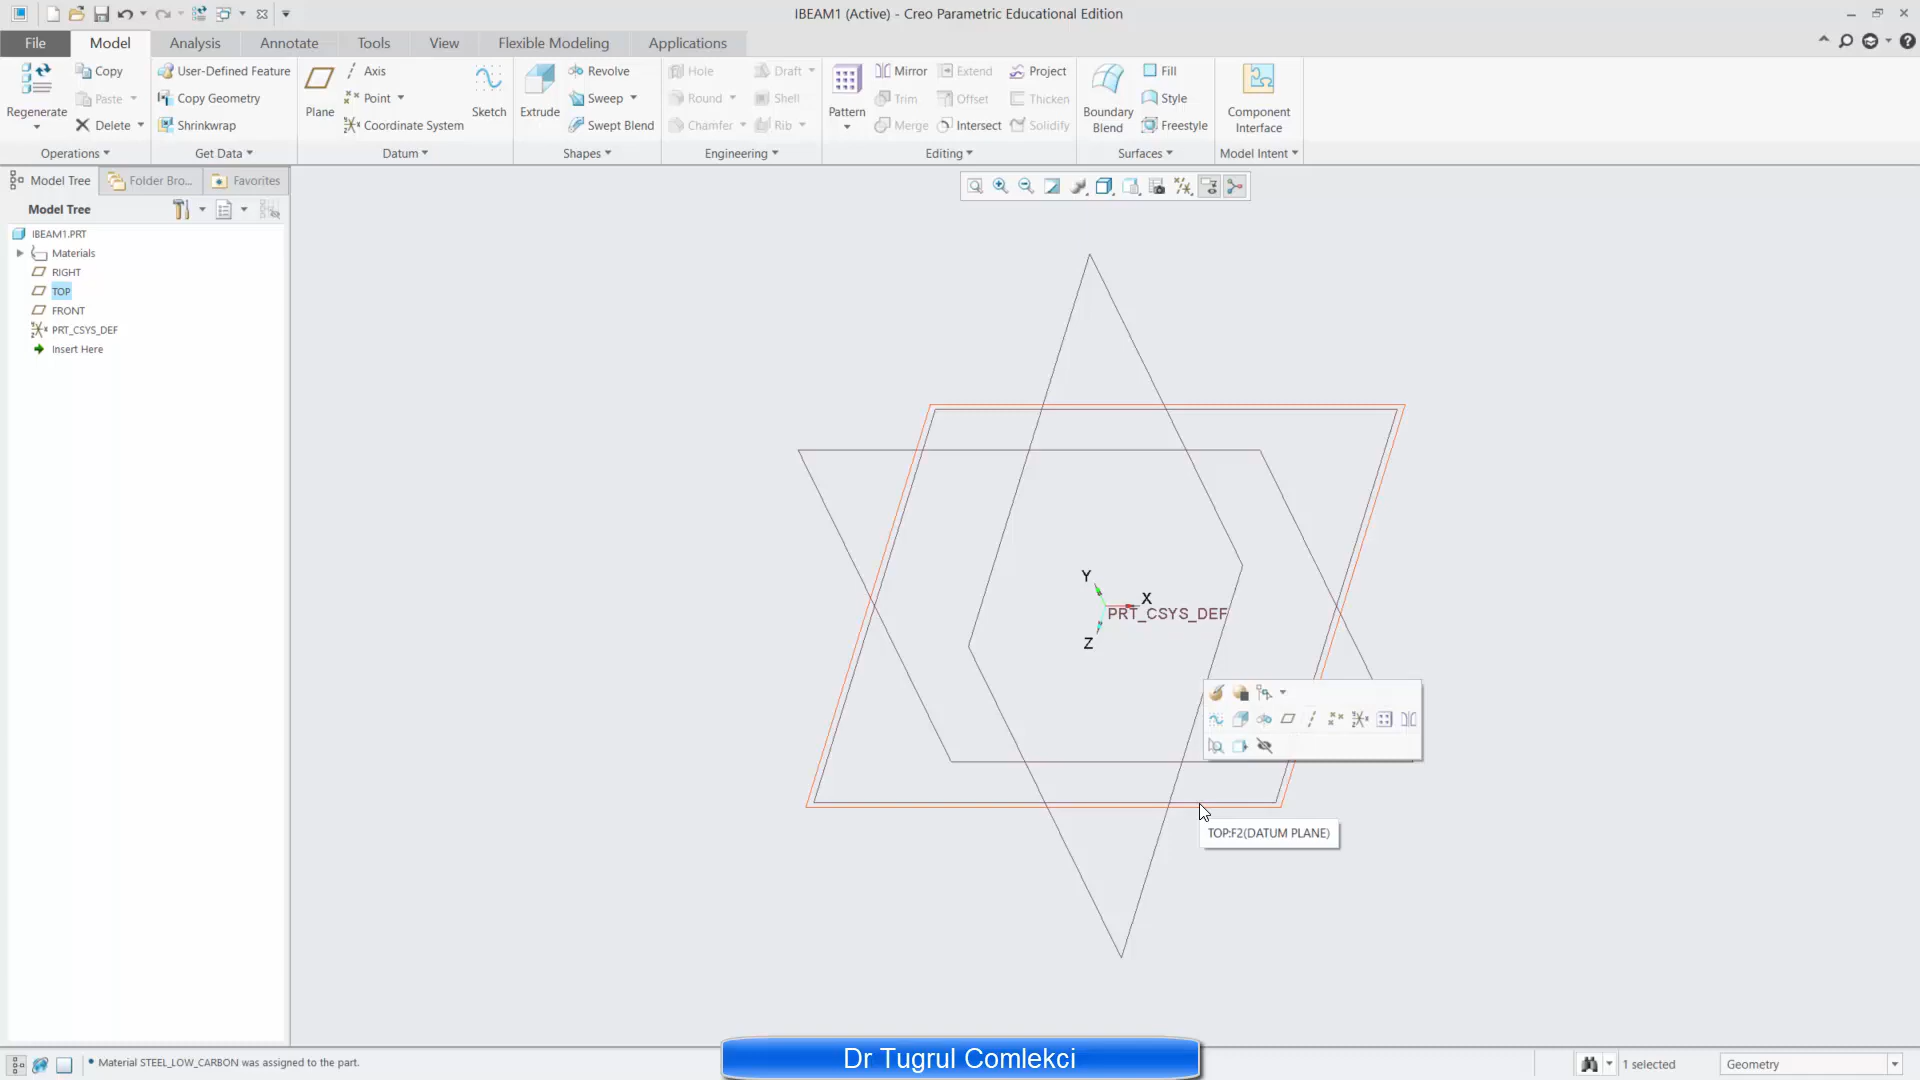 IBEAM1 (Active) - Creo Parametric Educational Edition
File
Model
Analysis
Annotate
Tools
View
Flexible Modeling
Applications
Regenerate
Copy
Paste
Delete
Operations
User-Defined Feature
Copy Geometry
Shrinkwrap
Get Data
Plane
Axis
Point
Coordinate System
Sketch
Datum
Extrude
Revolve
Sweep
Swept Blend
Shapes
Hole
Round
Chamfer
Draft
Shell
Rib
Engineering
Pattern
Mirror
Trim
Merge
Extend
Offset
Intersect
Project
Thicken
Solidify
Editing
Boundary
Blend
Fill
Style
Freestyle
Surfaces
Component
Interface
Model Intent
Model Tree
Folder Bro...
Favorites
Model Tree
IBEAM1.PRT
Materials
RIGHT
TOP
FRONT
PRT_CSYS_DEF
Insert Here
Y
X
PRT_CSYS_DEF
Z
TOP:F2(DATUM PLANE)
Material STEEL_LOW_CARBON was assigned to the part.
Dr Tugrul Comlekci
1 selected
Geometry